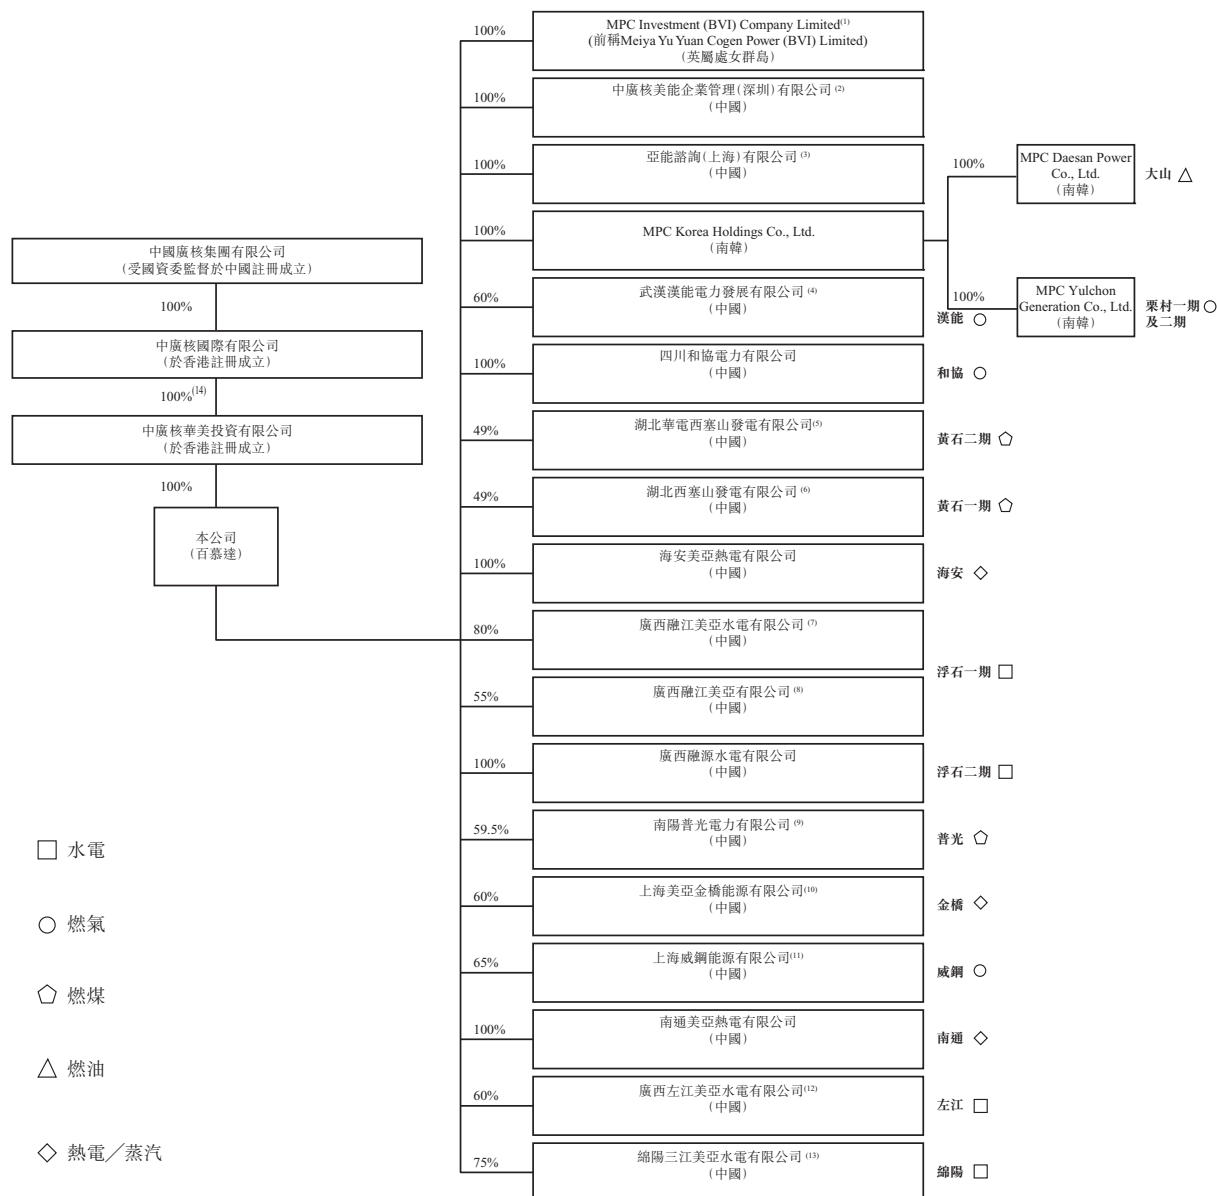 中國廣核集團有限公司
(受國資委監督於中國註冊成立)
100%
中廣核國際有限公司
(於香港註冊成立)
100%(14)
中廣核華美投資有限公司
(於香港註冊成立)
100%
本公司
(百慕達)
100%
MPC Investment (BVI) Company Limited(1)
(前稱Meiya Yu Yuan Cogen Power (BVI) Limited)
(英屬處女群島)
100%
中廣核美能企業管理(深圳)有限公司(2)
(中國)
100%
亞能諮詢(上海)有限公司(3)
(中國)
100%
MPC Korea Holdings Co., Ltd.
(南韓)
100%
MPC Daesan Power
Co., Ltd.
(南韓)
大山
100%
MPC Yulchon
Generation Co., Ltd.
(南韓)
栗村一期
及二期
60%
武漢漢能電力發展有限公司(4)
(中國)
漢能
100%
四川和協電力有限公司
(中國)
和協
49%
湖北華電西塞山發電有限公司(5)
(中國)
黃石二期
49%
湖北西塞山發電有限公司(6)
(中國)
黃石一期
100%
海安美亞熱電有限公司
(中國)
海安
80%
廣西融江美亞水電有限公司(7)
(中國)
浮石一期
55%
廣西融江美亞有限公司(8)
(中國)
100%
廣西融源水電有限公司
(中國)
浮石二期
59.5%
南陽普光電力有限公司(9)
(中國)
普光
60%
上海美亞金橋能源有限公司(10)
(中國)
金橋
65%
上海威鋼能源有限公司(11)
(中國)
威鋼
100%
南通美亞熱電有限公司
(中國)
南通
60%
廣西左江美亞水電有限公司(12)
(中國)
左江
75%
綿陽三江美亞水電有限公司(13)
(中國)
綿陽
水電
燃氣
燃煤
燃油
熱電／蒸汽